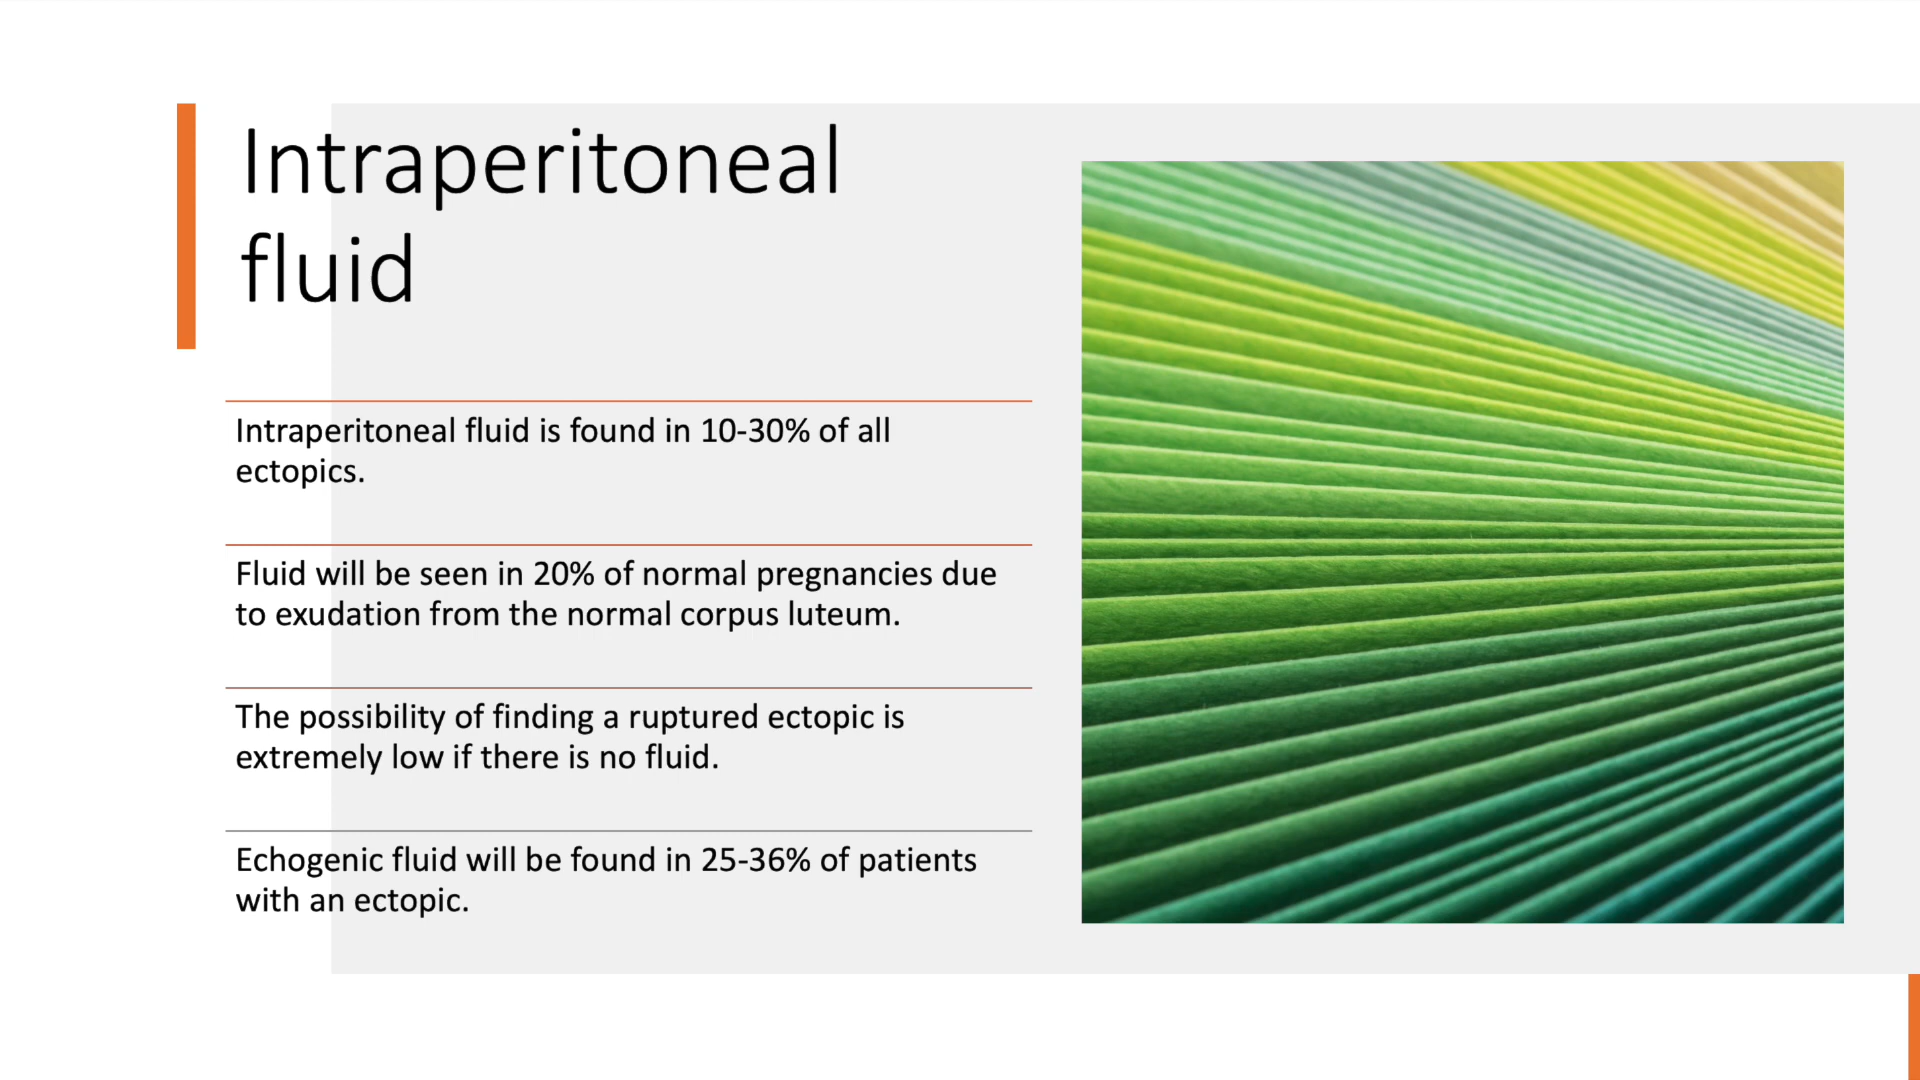 Intraperitoneal
fluid
Intraperitoneal fluid is found in 10-30% of all
ectopics.
Fluid will be seen in 20% of normal pregnancies due
to exudation from the normal corpus luteum.
The possibility of finding a ruptured ectopic is
extremely low if there is no fluid.
Echogenic fluid will be found in 25-36% of patients
with an ectopic.